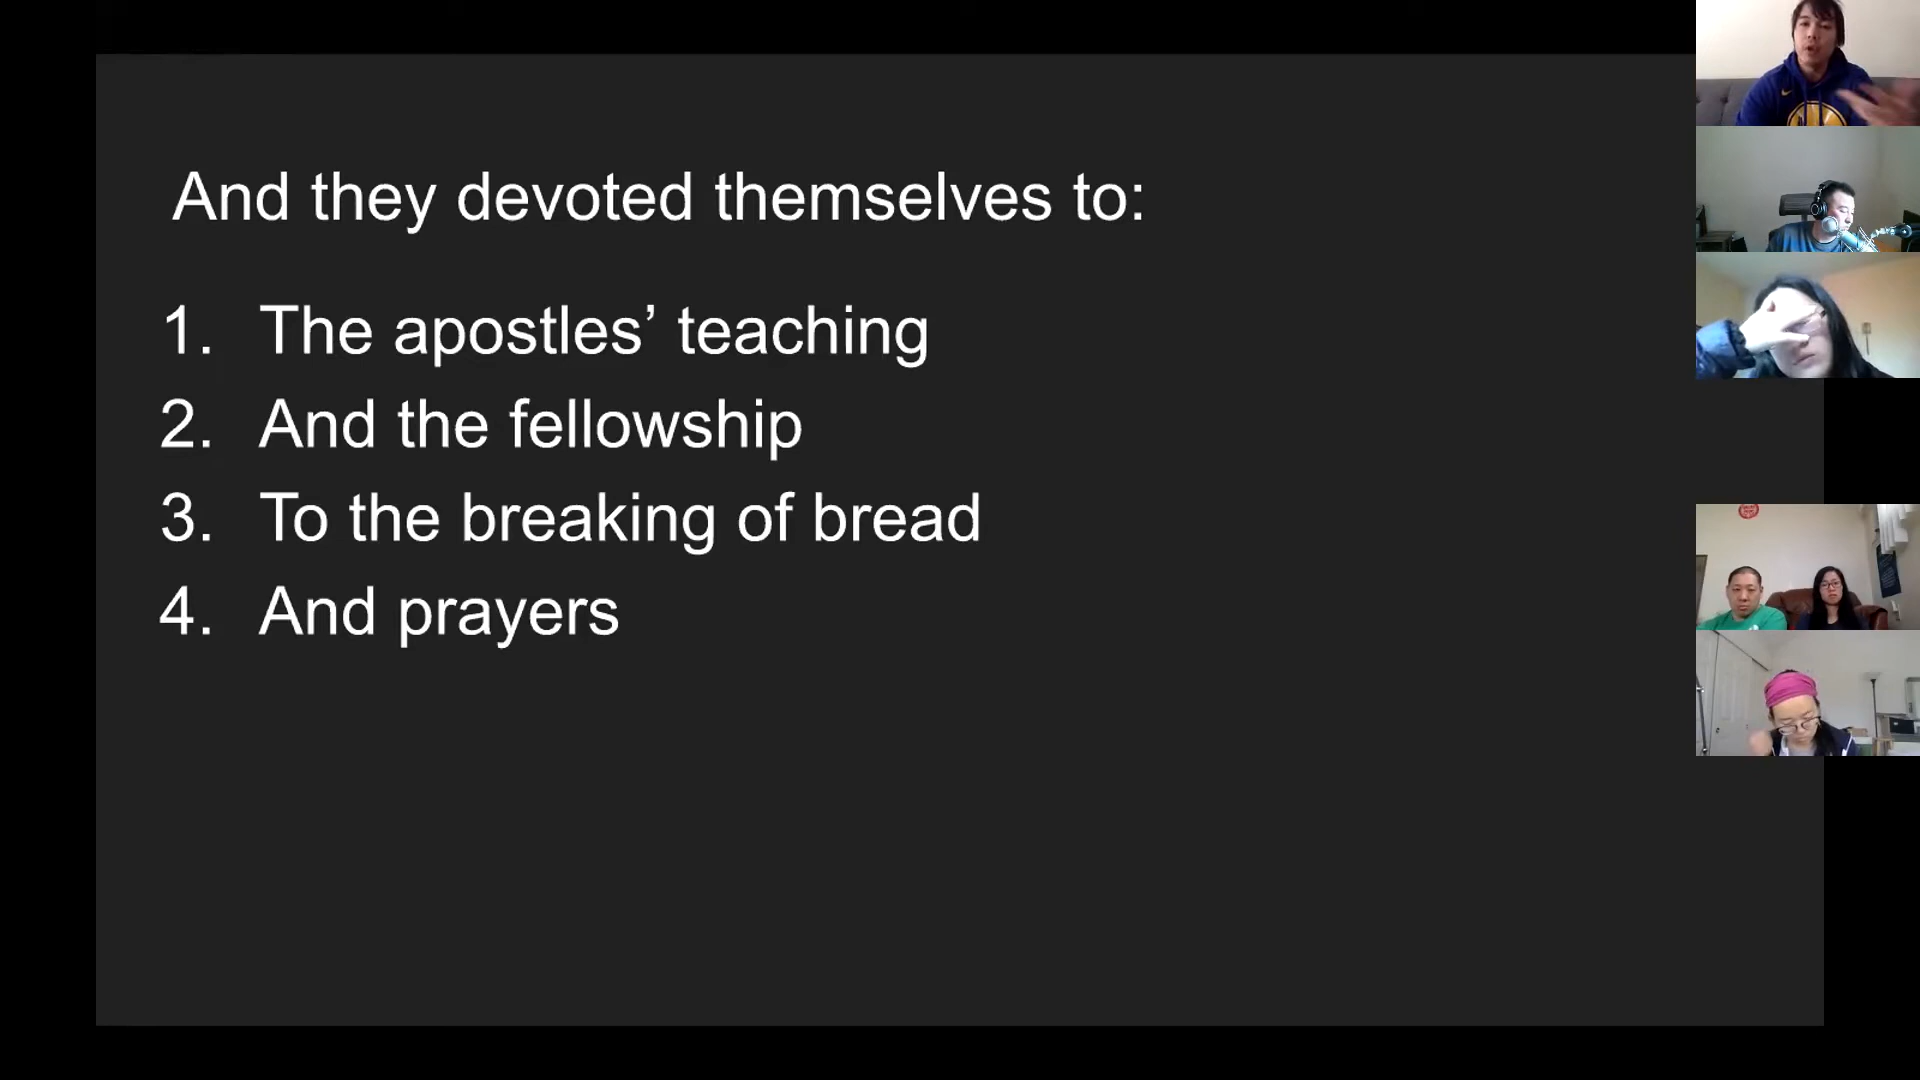 And they devoted themselves to:
1. The apostles’ teaching
2. And the fellowship
3. To the breaking of bread
4. And prayers